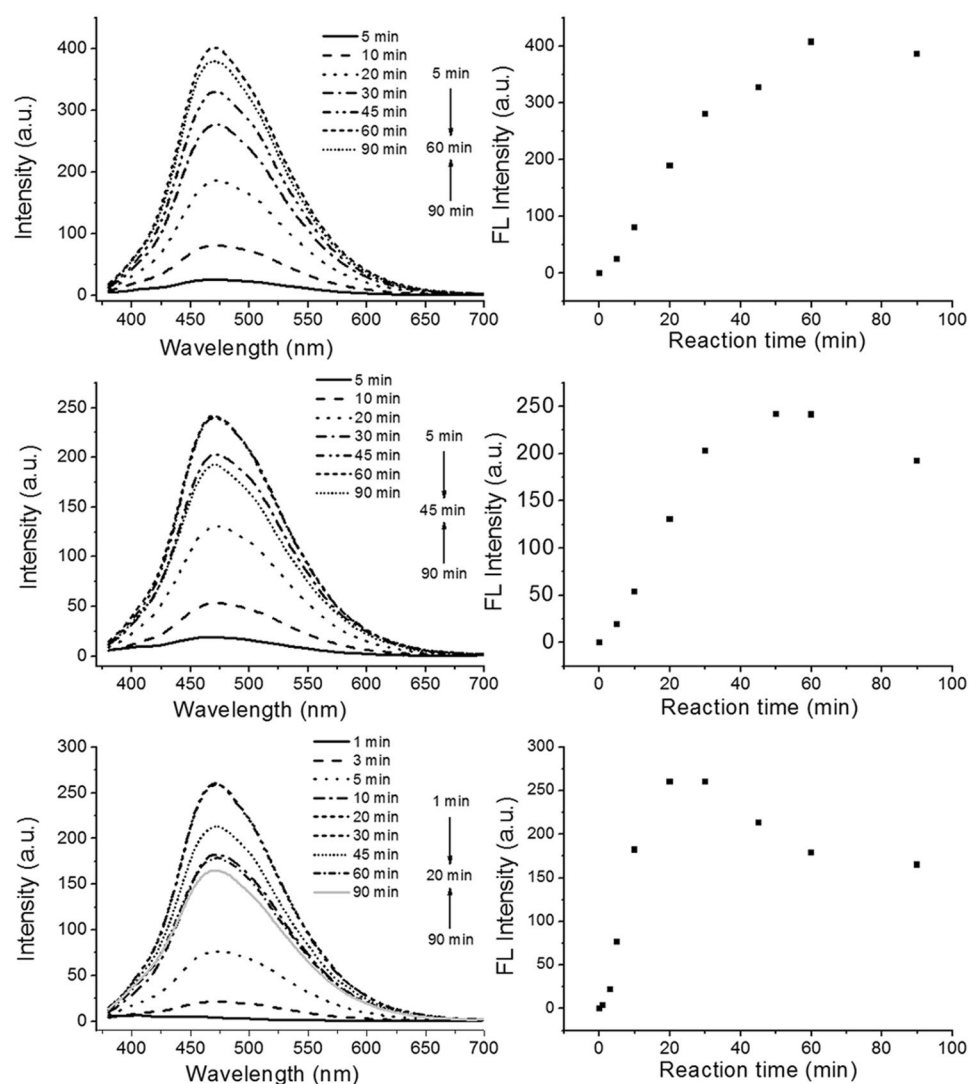 400
300
200
100
0
Intensity (a.u.)
5 min
10 min
20 min
30 min
45 min
60 min
90 min
5 min
60 min
90 min
400 450 500 550 600 650 700
Wavelength (nm)
400
300
200
100
0
FL Intensity (a.u.)
0 20 40 60 80 100
Reaction time (min)
250
200
150
100
50
0
Intensity (a.u.)
5 min
10 min
20 min
30 min
45 min
60 min
90 min
5 min
45 min
90 min
400 450 500 550 600 650 700
Wavelength (nm)
250
200
150
100
50
0
FL Intensity (a.u.)
0 20 40 60 80 100
Reaction time (min)
300
250
200
150
100
50
0
Intensity (a.u.)
1 min
3 min
5 min
10 min
20 min
30 min
45 min
60 min
90 min
1 min
20 min
90 min
400 450 500 550 600 650 700
Wavelength (nm)
300
250
200
150
100
50
0
FL Intensity (a.u.)
0 20 40 60 80 100
Reaction time (min)